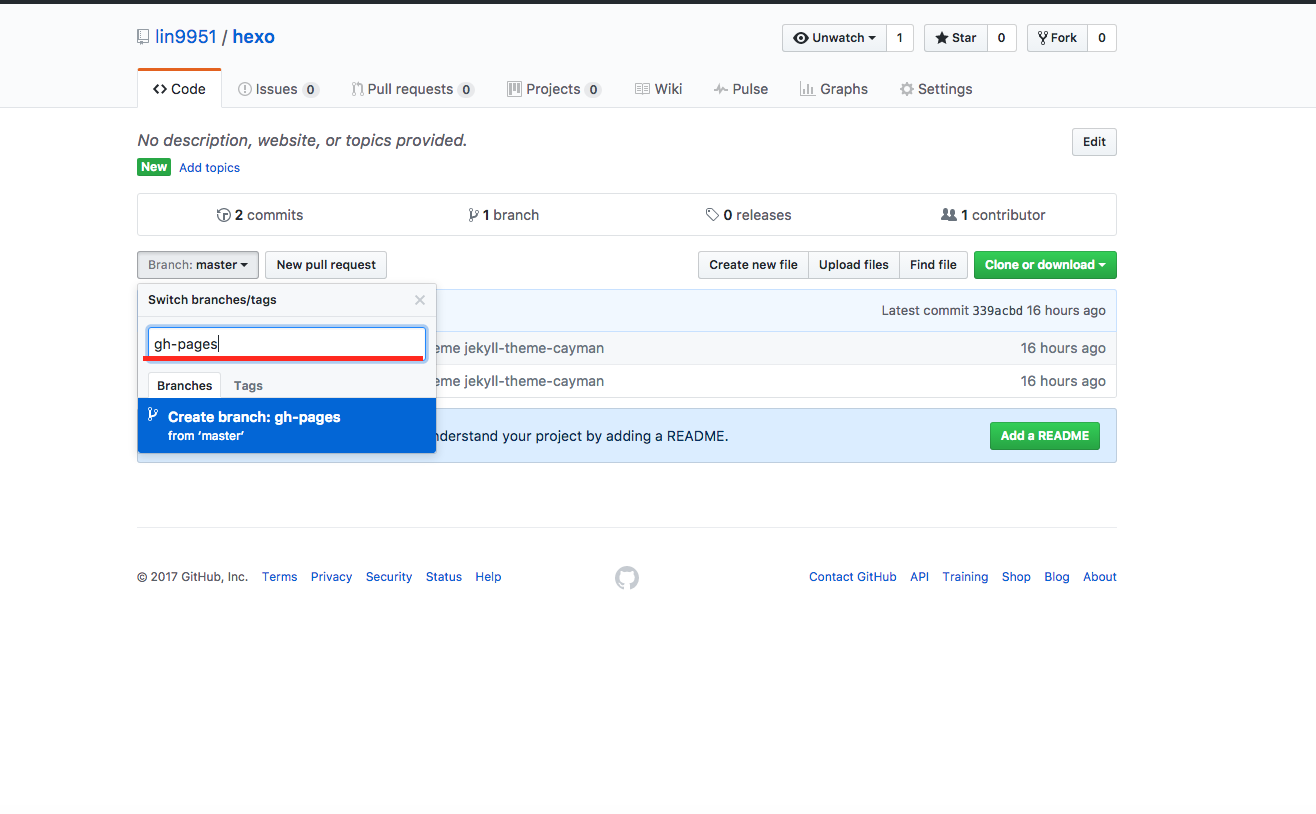 lin9951 / hexo
Unwatch 1 Star 0 Fork 0
Code Issues 0 Pull requests 0 Projects 0 Wiki Pulse Graphs Settings
No description, website, or topics provided.
Edit
New Add topics
2 commits 1 branch 0 releases 1 contributor
Branch: master New pull request Create new file Upload files Find file Clone or download
Switch branches/tags
Latest commit 339acbd 16 hours ago
gh-pages
eme jekyll-theme-cayman 16 hours ago
Branches Tags
eme jekyll-theme-cayman 16 hours ago
Create branch: gh-pages
from ‘master’
nderstand your project by adding a README. Add a README
© 2017 GitHub, Inc. Terms Privacy Security Status Help Contact GitHub API Training Shop Blog About